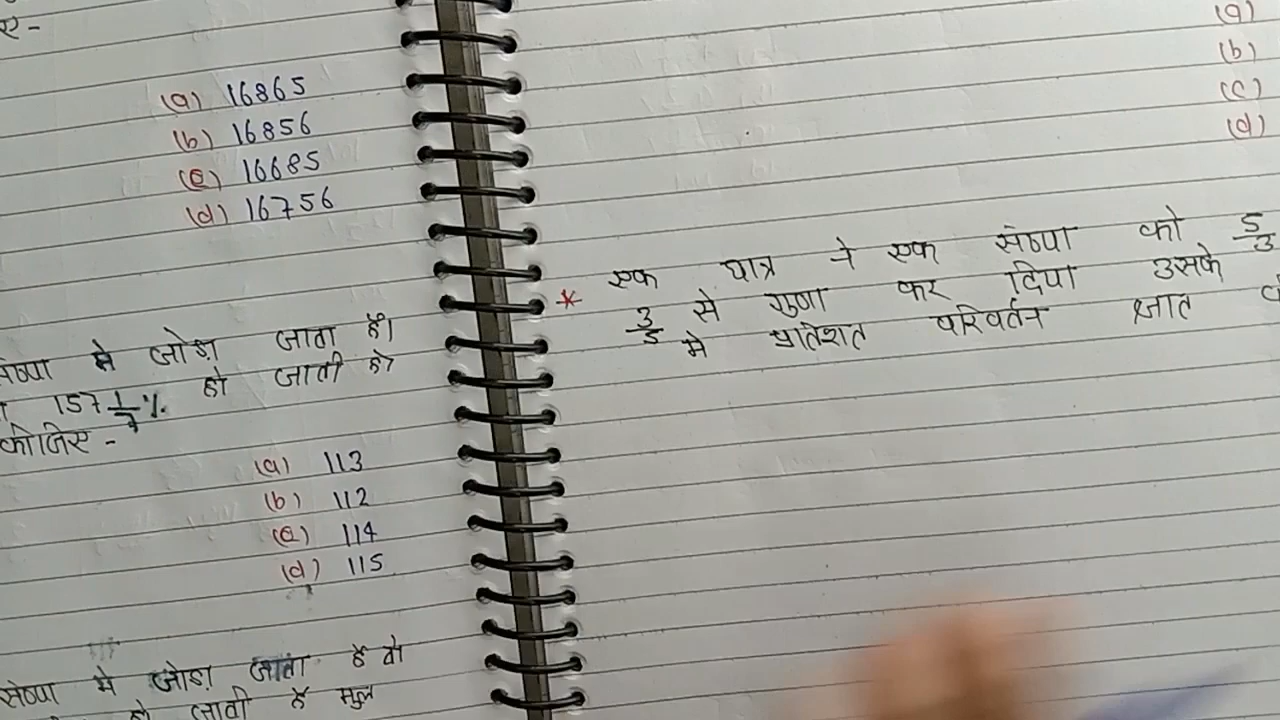 ए-
(a) 16865
(b) 16856
(c) 16685
(d) 16756
संख्या मे जोडा जाता है।
157 1/7 % हो जाती हो
कीजिए -
(a) 113
(b) 112
(c) 114
(d) 115
संख्या मे जोडा जाता है तो
हो जाती है मुल
(a)
(b)
(c)
(d)
* एक छात्र ने एक संख्या को 5/3
3/5 से गुणा कर दिया उसके
मे प्रतिशत परिवर्तन ज्ञात